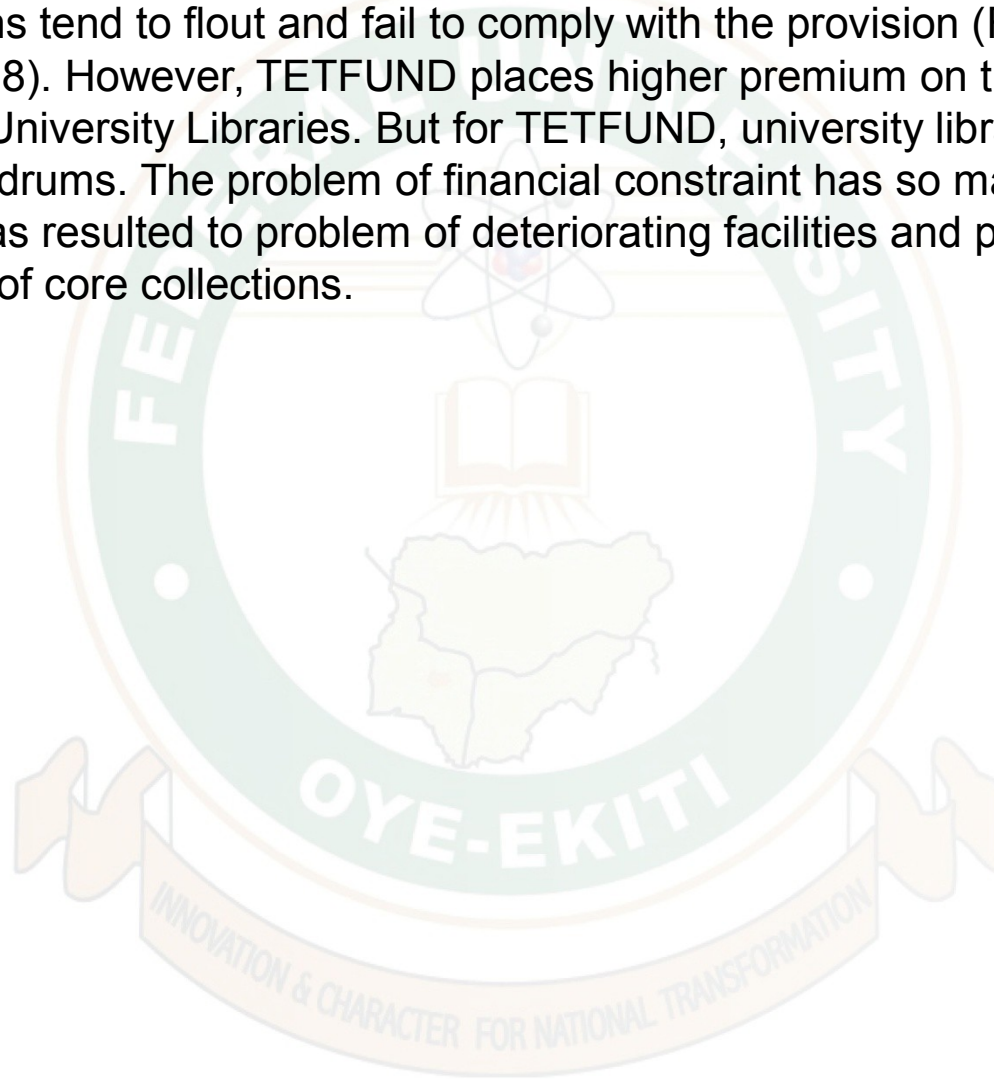 ns tend to flout and fail to comply with the provision (
8). However, TETFUND places higher premium on t
University Libraries. But for TETFUND, university libr
drums. The problem of financial constraint has so ma
as resulted to problem of deteriorating facilities and p
of core collections.
FEDERAL UNIVERSITY
OYE-EKITI
INNOVATION & CHARACTER FOR NATIONAL TRANSFORMATION